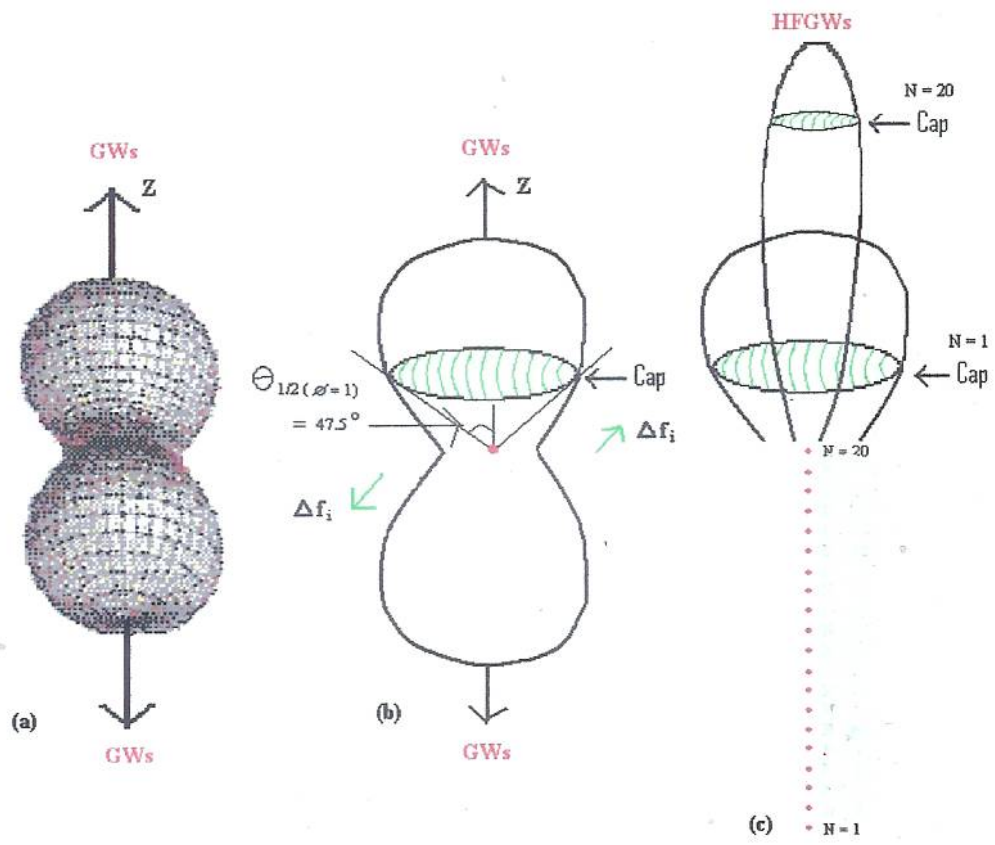 GWs
Z
GWs
(a)
GWs
Z
Θ1/2 (ø=1)
= 47.5°
Cap
Δfi
Δfi
(b)
GWs
HFGWs
N = 20
Cap
N = 1
Cap
N = 20
(c)
N = 1